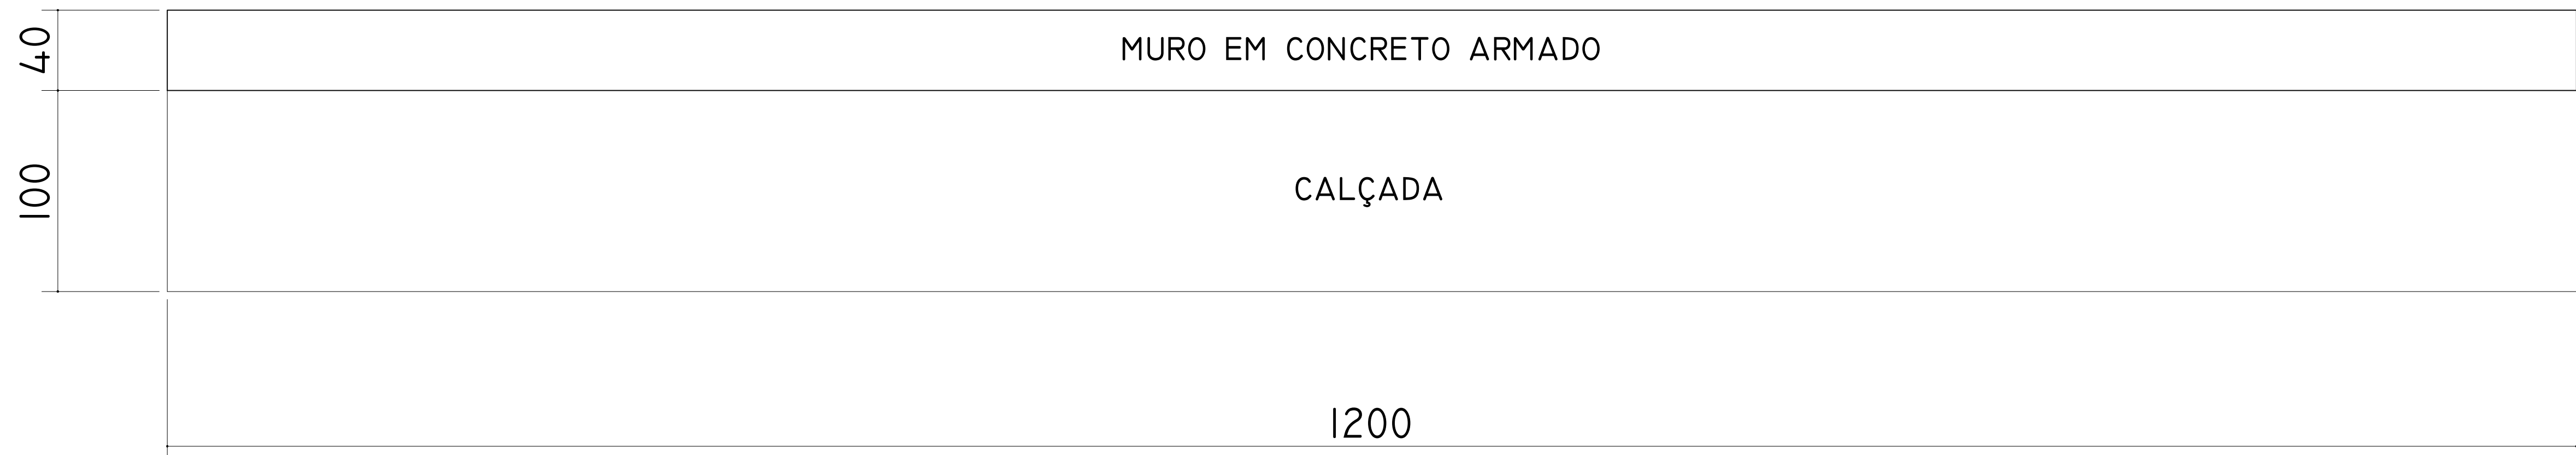 40
MURO EM CONCRETO ARMADO
100
CALÇADA
1200